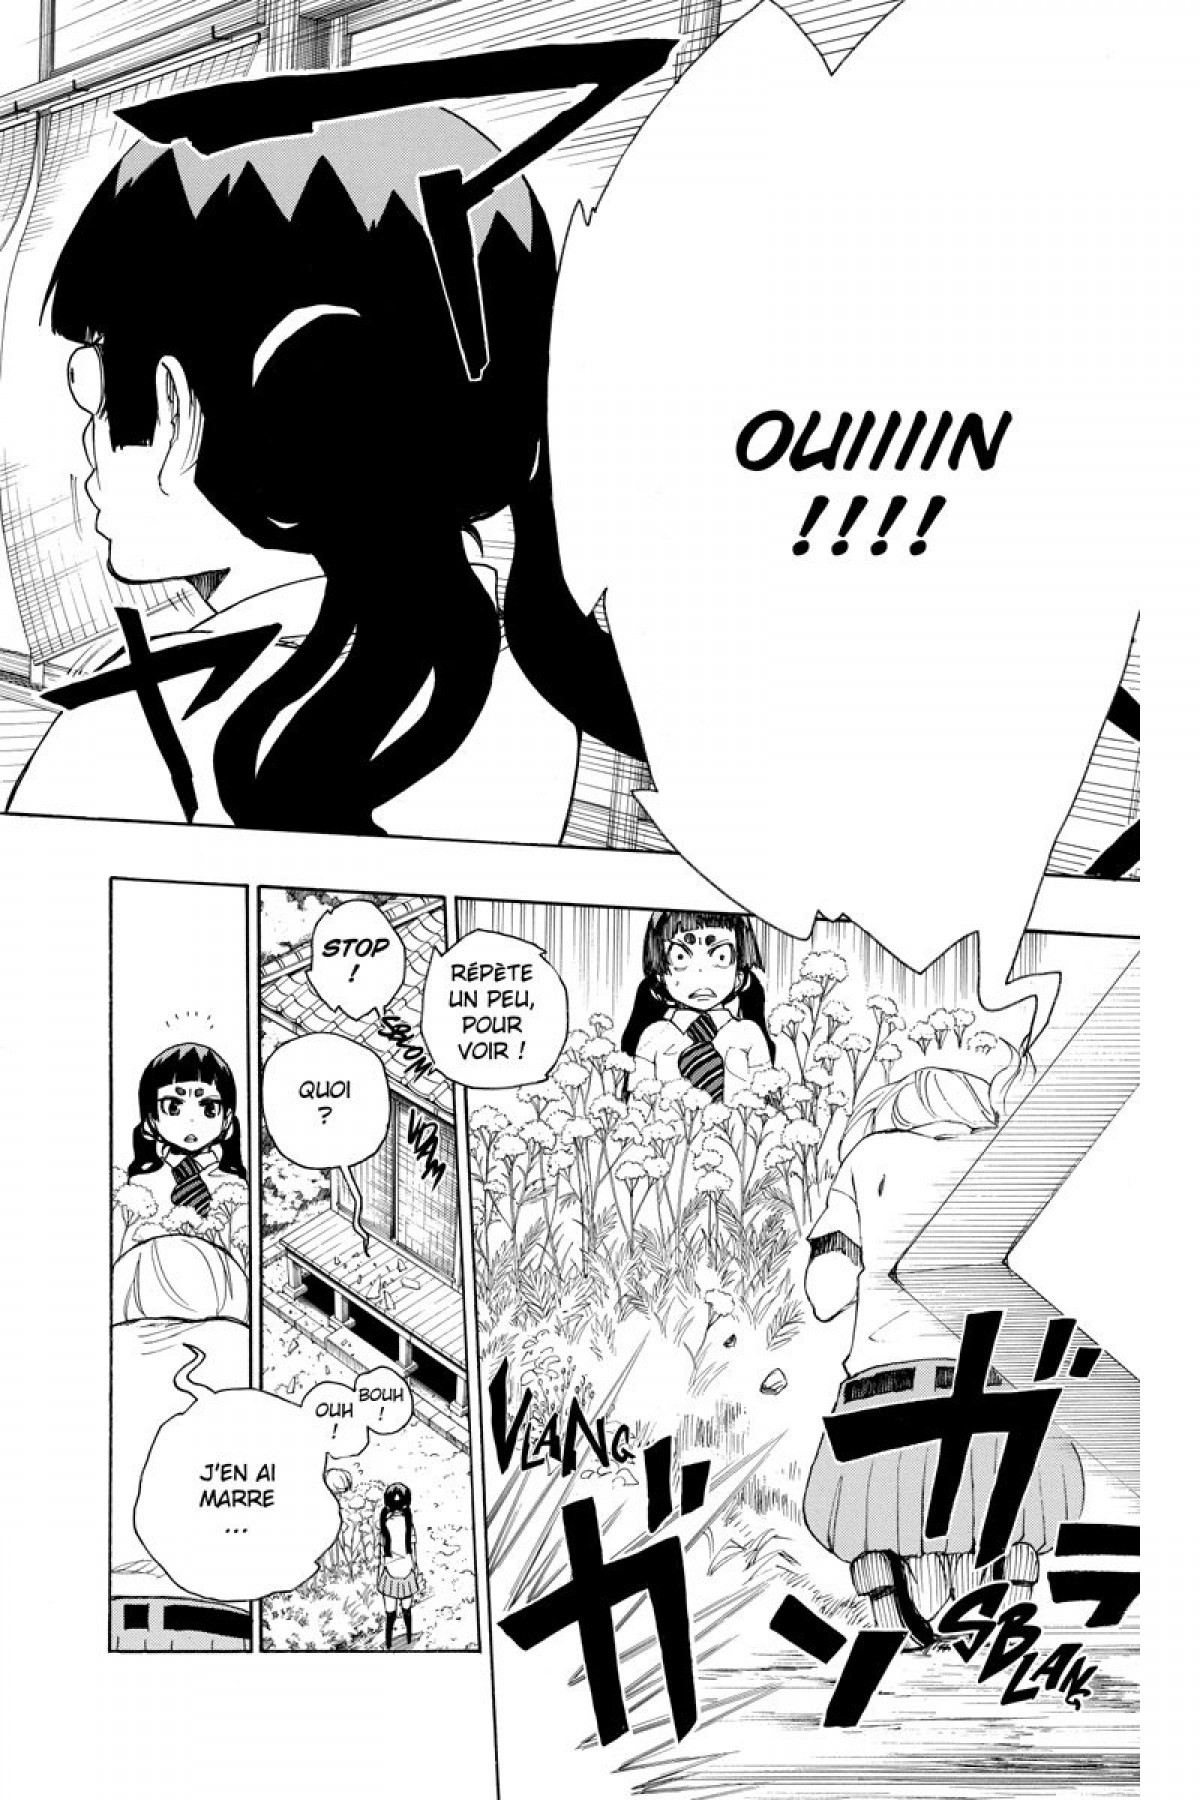 OUIIIIN
!!!!
ャ
STOP
!
SBLOM
RÉPÈTE
UN PEU,
POUR
VOIR !
QUOI
?
VLAM
VLANG
ガ
ガ
ン
SBLANG
BOUH
!
OUH
!
J'EN AI
MARRE
...